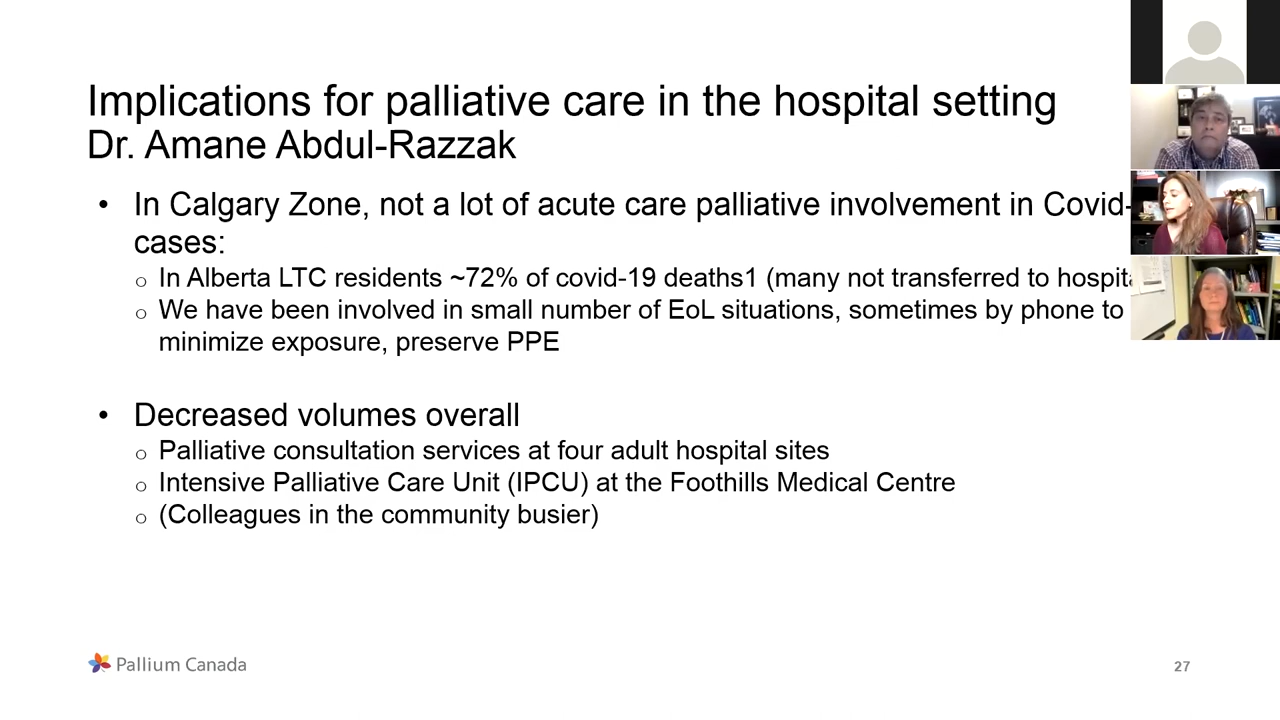 Implications for palliative care in the hospital setting
Dr. Amane Abdul-Razzak
• In Calgary Zone, not a lot of acute care palliative involvement in Covid-
cases:
o In Alberta LTC residents ~72% of covid-19 deaths1 (many not transferred to
o We have been involved in small number of EoL situations, sometimes by phone to
minimize exposure, preserve PPE
• Decreased volumes overall
o Palliative consultation services at four adult hospital sites
o Intensive Palliative Care Unit (IPCU) at the Foothills Medical Centre
o (Colleagues in the community busier)
Pallium Canada
27